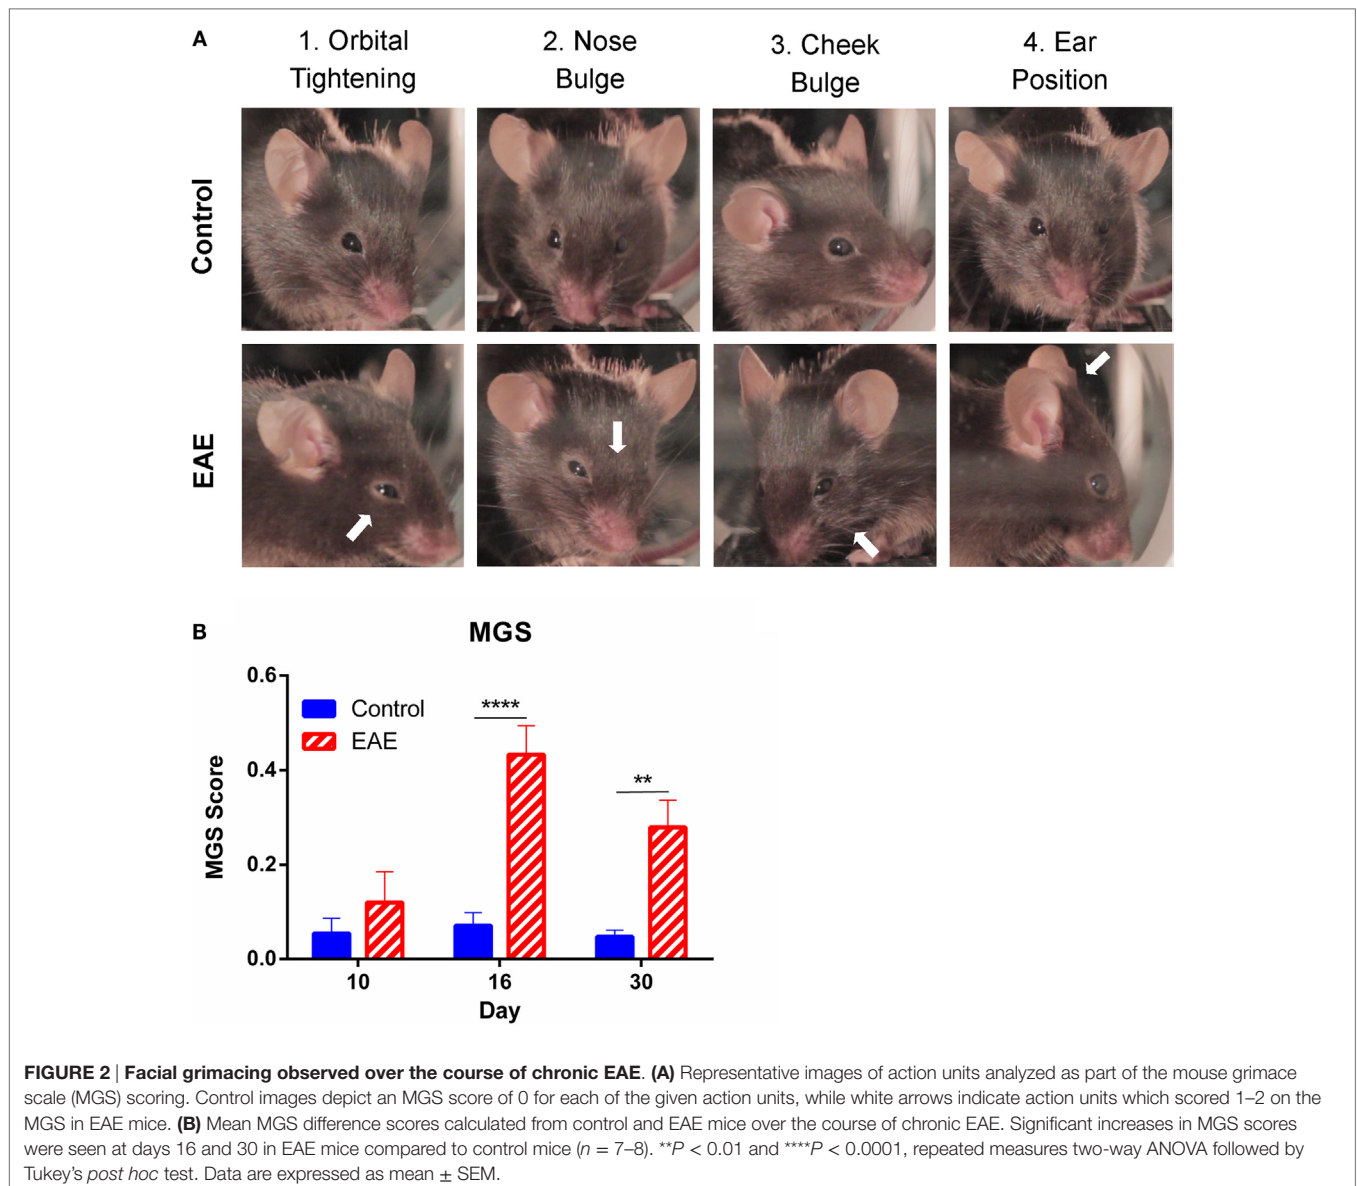 A
1. Orbital
Tightening
2. Nose
Bulge
3. Cheek
Bulge
4. Ear
Position
Control
EAE
B
MGS
0.6
0.4
0.2
0.0
MGS Score
Control
EAE
****
**
10
16
30
Day
FIGURE 2 | Facial grimacing observed over the course of chronic EAE. (A) Representative images of action units analyzed as part of the mouse grimace
scale (MGS) scoring. Control images depict an MGS score of 0 for each of the given action units, while white arrows indicate action units which scored 1–2 on the
MGS in EAE mice. (B) Mean MGS difference scores calculated from control and EAE mice over the course of chronic EAE. Significant increases in MGS scores
were seen at days 16 and 30 in EAE mice compared to control mice (n = 7–8). **P < 0.01 and ****P < 0.0001, repeated measures two-way ANOVA followed by
Tukey's post hoc test. Data are expressed as mean ± SEM.